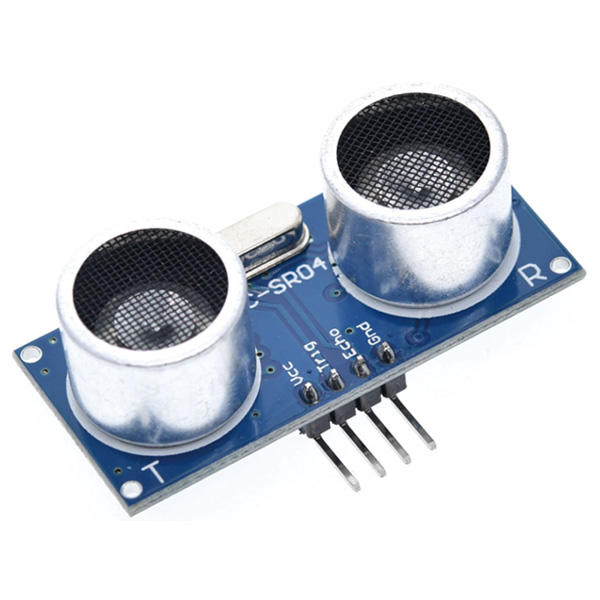 C-SR04
R
Vcc
Trig
Echo
Gnd
T